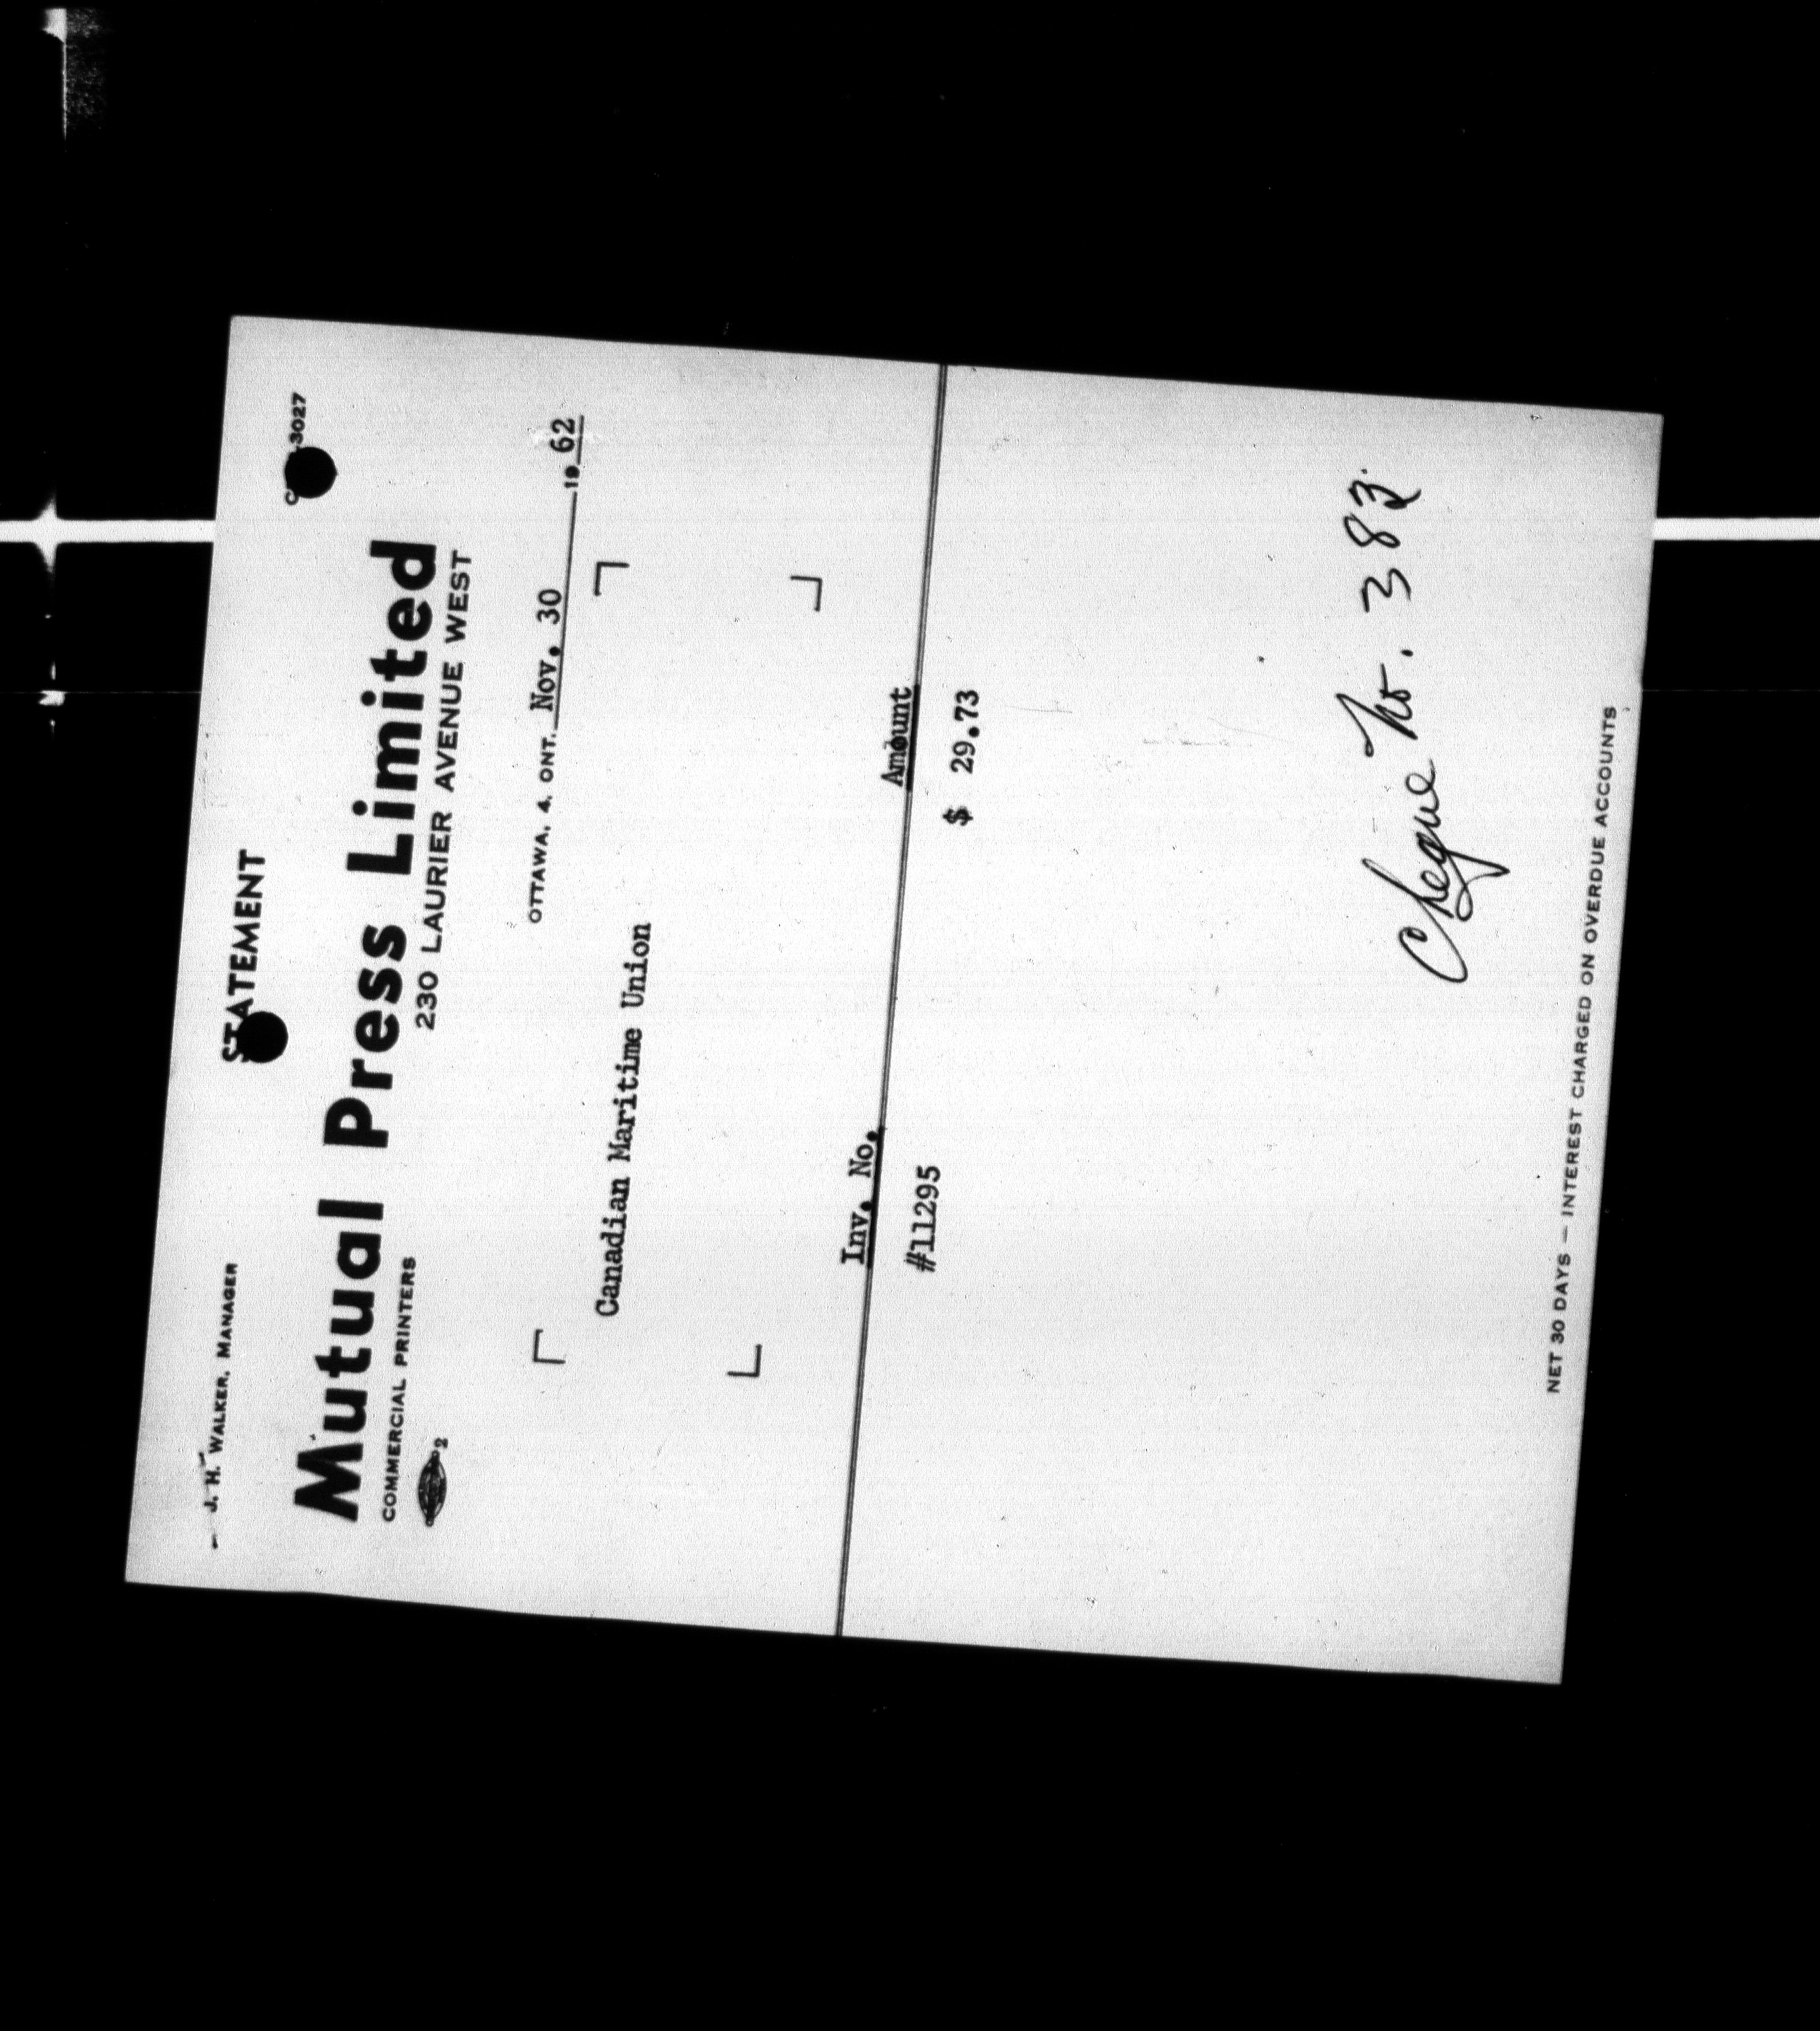 J. H. WALKER, MANAGER
STATEMENT
3027
Mutual Press Limited
COMMERCIAL PRINTERS
230 LAURIER AVENUE WEST
2
OTTAWA, 4, ONT. Nov. 30 19 62
Canadian Maritime Union
Inv. No. Amount
#11295 $ 29.73
Cheque No. 383.
NET 30 DAYS — INTEREST CHARGED ON OVERDUE ACCOUNTS